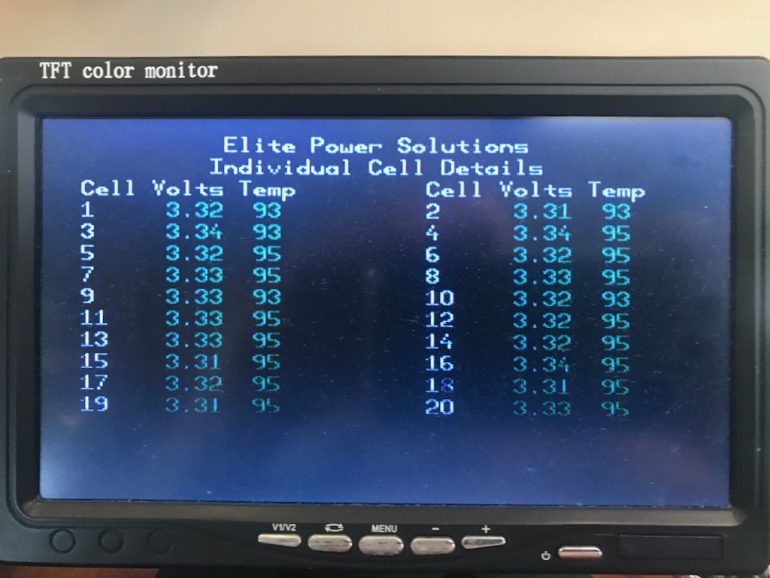 TFT color monitor
Elite Power Solutions
Individual Cell Details
Cell Volts Temp Cell Volts Temp
1 3.32 93 2 3.31 93
3 3.34 93 4 3.34 95
5 3.32 95 6 3.32 95
7 3.33 95 8 3.33 95
9 3.33 93 10 3.32 93
11 3.33 95 12 3.32 95
13 3.33 95 14 3.32 95
15 3.31 95 16 3.34 95
17 3.32 95 18 3.31 95
19 3.31 95 20 3.33 95
V1/V2 MENU - +